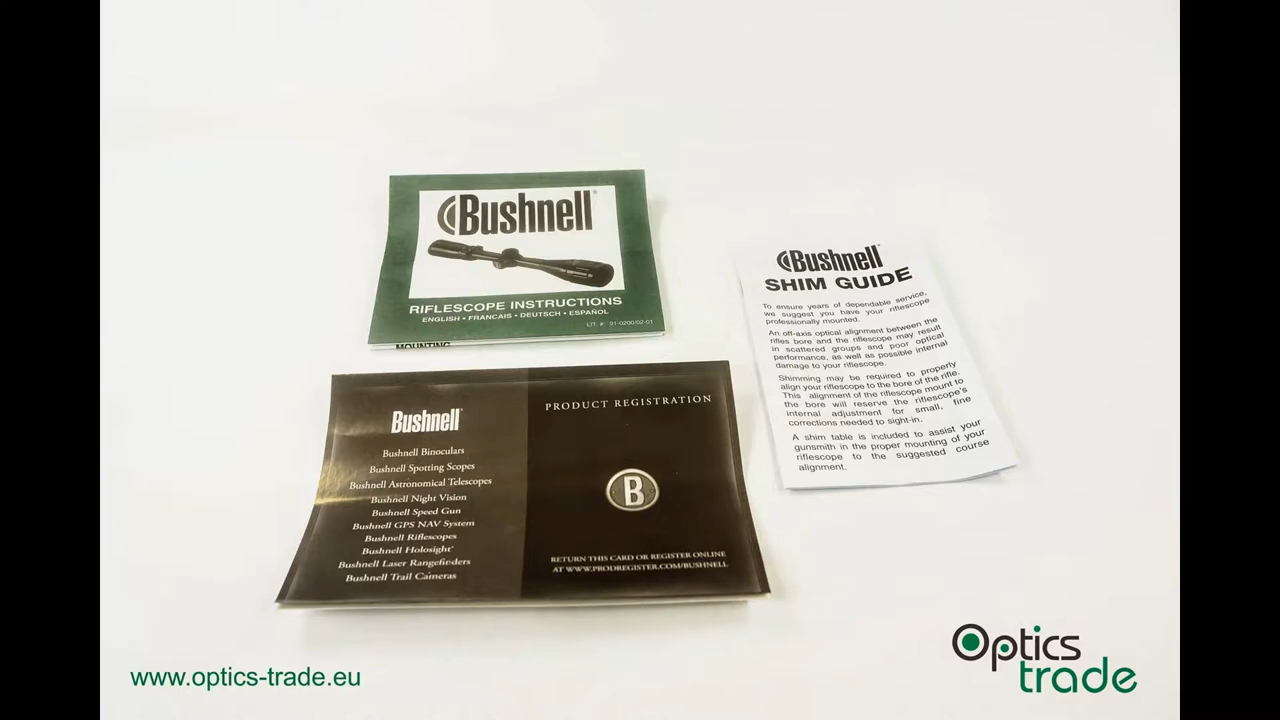 Bushnell
RIFLESCOPE INSTRUCTIONS
ENGLISH • FRANCAIS • DEUTSCH • ESPAÑOL
LIT. #: 91-0200/02-01
MOUNTING
Bushnell
SHIM GUIDE
To ensure years of dependable service,
we suggest you have your riflescope
professionally mounted.
An off-axis optical alignment between the
rifles bore and the riflescope may result
in scattered groups and poor optical
performance, as well as possible internal
damage to your riflescope.
Shimming may be required to properly
align your riflescope to the bore of the rifle.
This alignment of the riflescope mount to
the bore will reserve the riflescope's
internal adjustment for small, fine
corrections needed to sight-in.
A shim table is included to assist your
gunsmith in the proper mounting of your
riflescope to the suggested course
alignment.
Bushnell
Bushnell Binoculars
Bushnell Spotting Scopes
Bushnell Astronomical Telescopes
Bushnell Night Vision
Bushnell Speed Gun
Bushnell GPS NAV System
Bushnell Riflescopes
Bushnell Holosight
Bushnell Laser Rangefinders
Bushnell Trail Cameras
PRODUCT REGISTRATION
B
RETURN THIS CARD OR REGISTER ONLINE
AT WWW.PRODREGISTER.COM/BUSHNELL
www.optics-trade.eu
Optics
trade